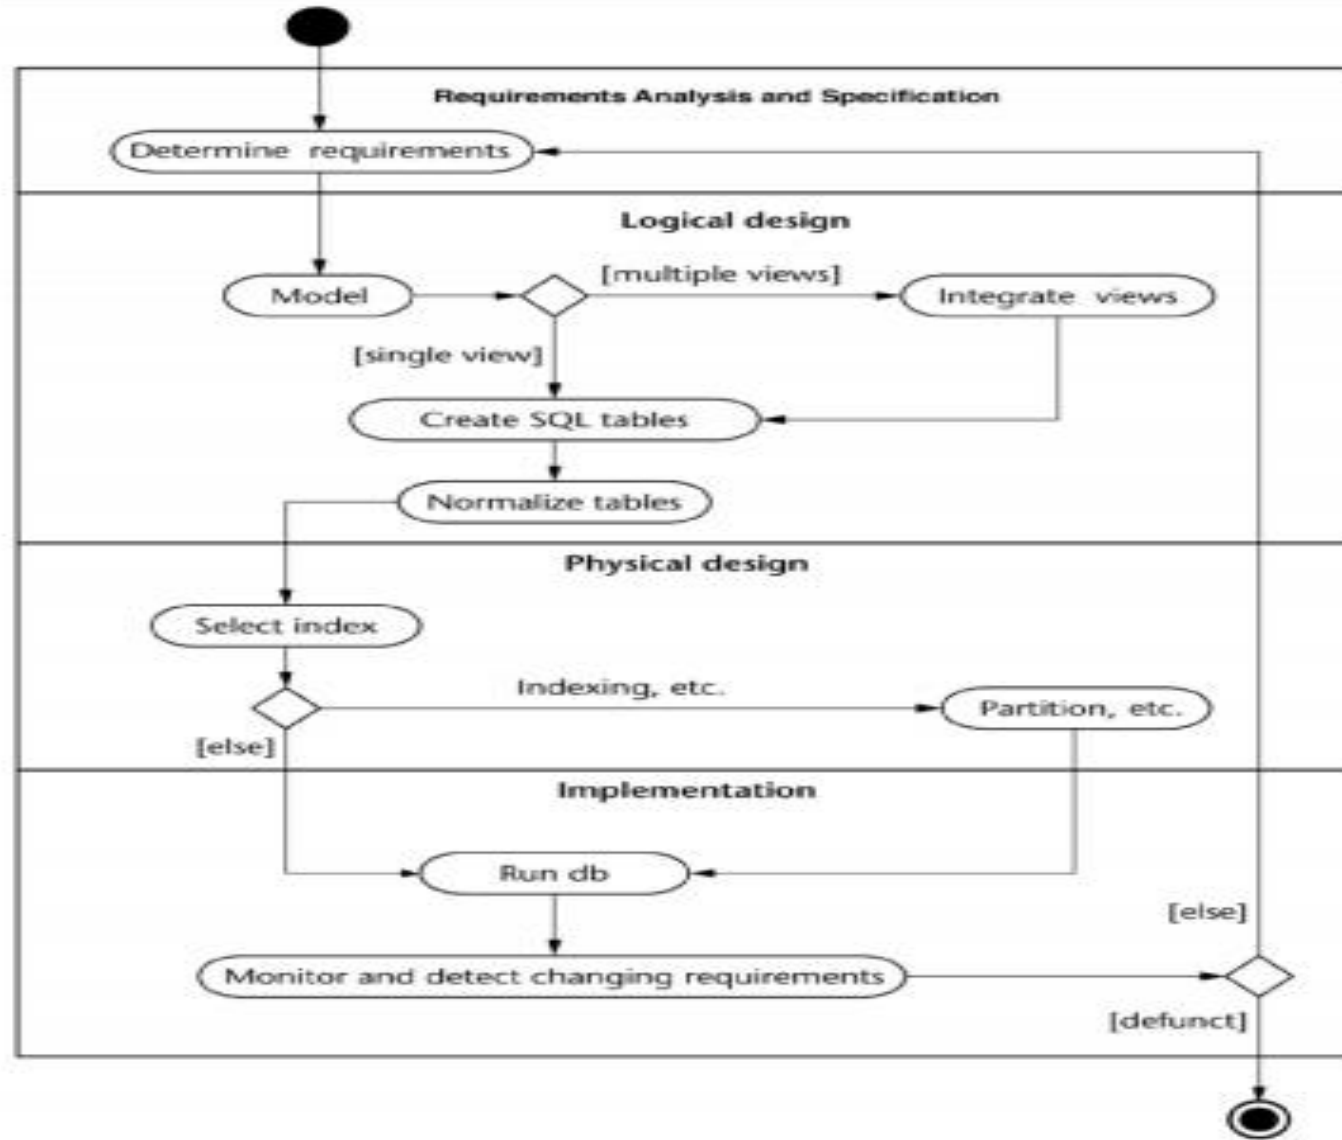 Requirements Analysis and Specification
Determine requirements
Logical design
Model
[multiple views]
Integrate views
[single view]
Create SQL tables
Normalize tables
Physical design
Select index
Indexing, etc.
Partition, etc.
[else]
Implementation
Run db
[else]
Monitor and detect changing requirements
[defunct]